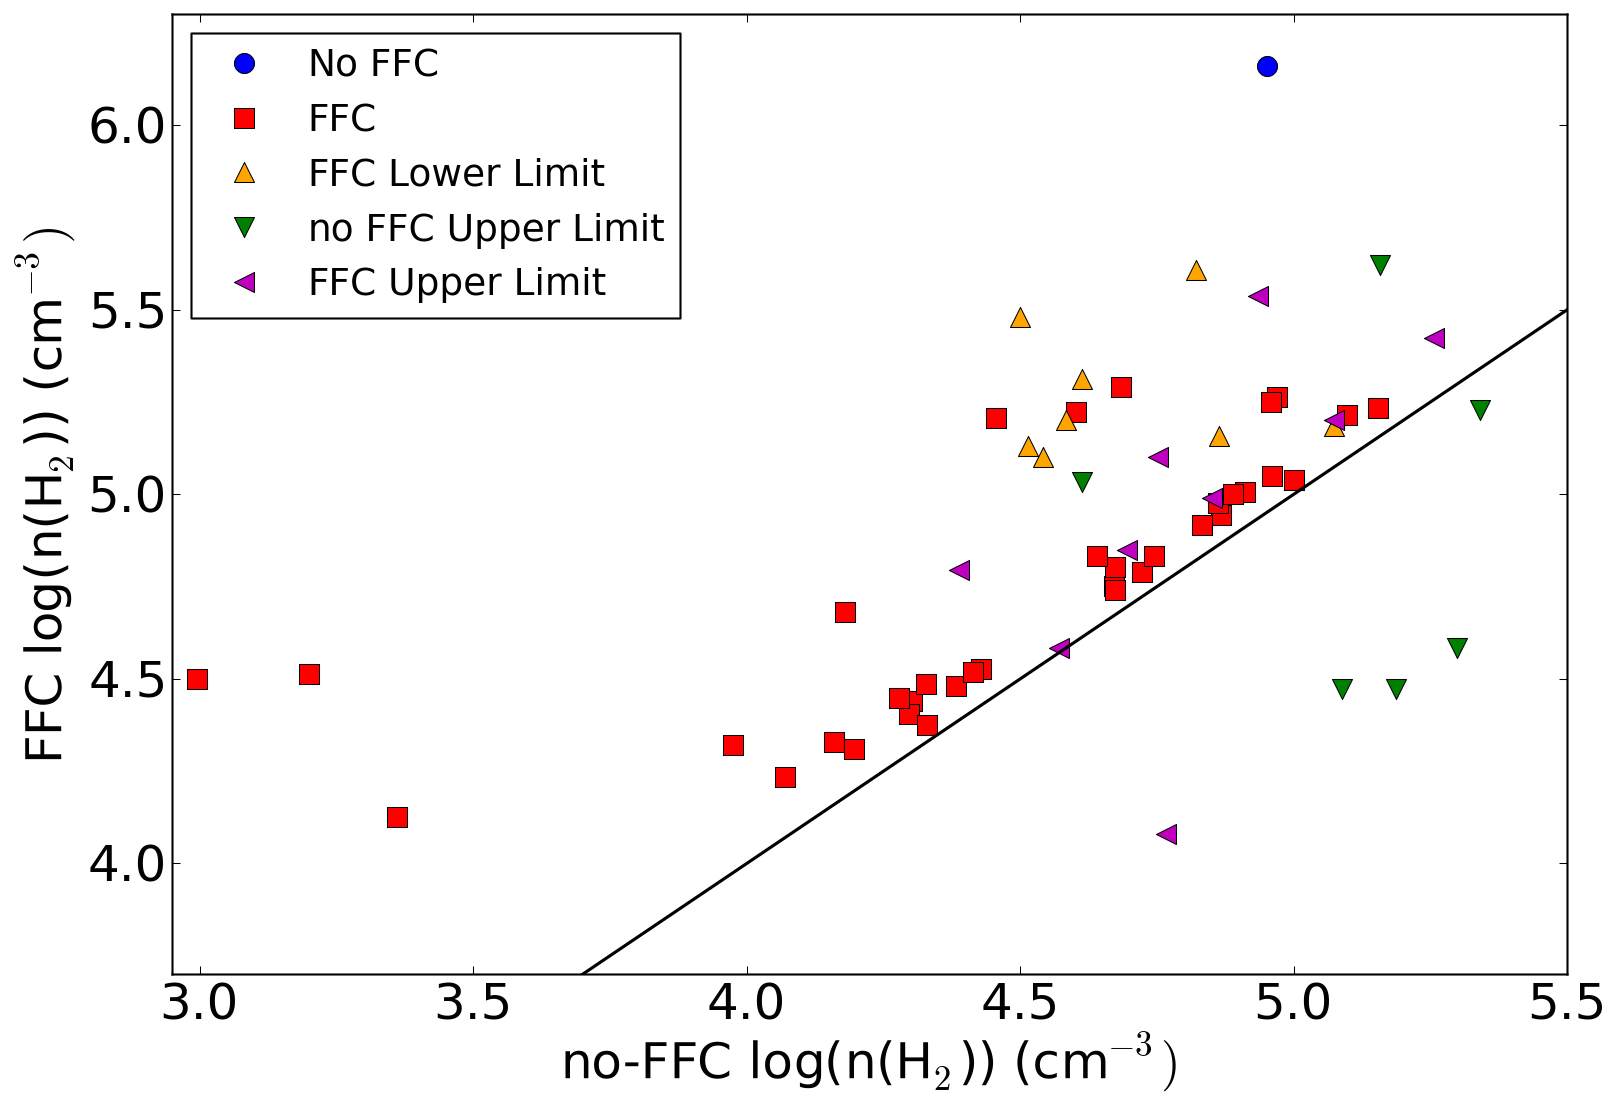 No FFC
FFC
FFC Lower Limit
no FFC Upper Limit
FFC Upper Limit
6.0
5.5
5.0
4.5
4.0
FFC log(n(H₂)) (cm⁻³)
3.0 3.5 4.0 4.5 5.0 5.5
no-FFC log(n(H₂)) (cm⁻³)